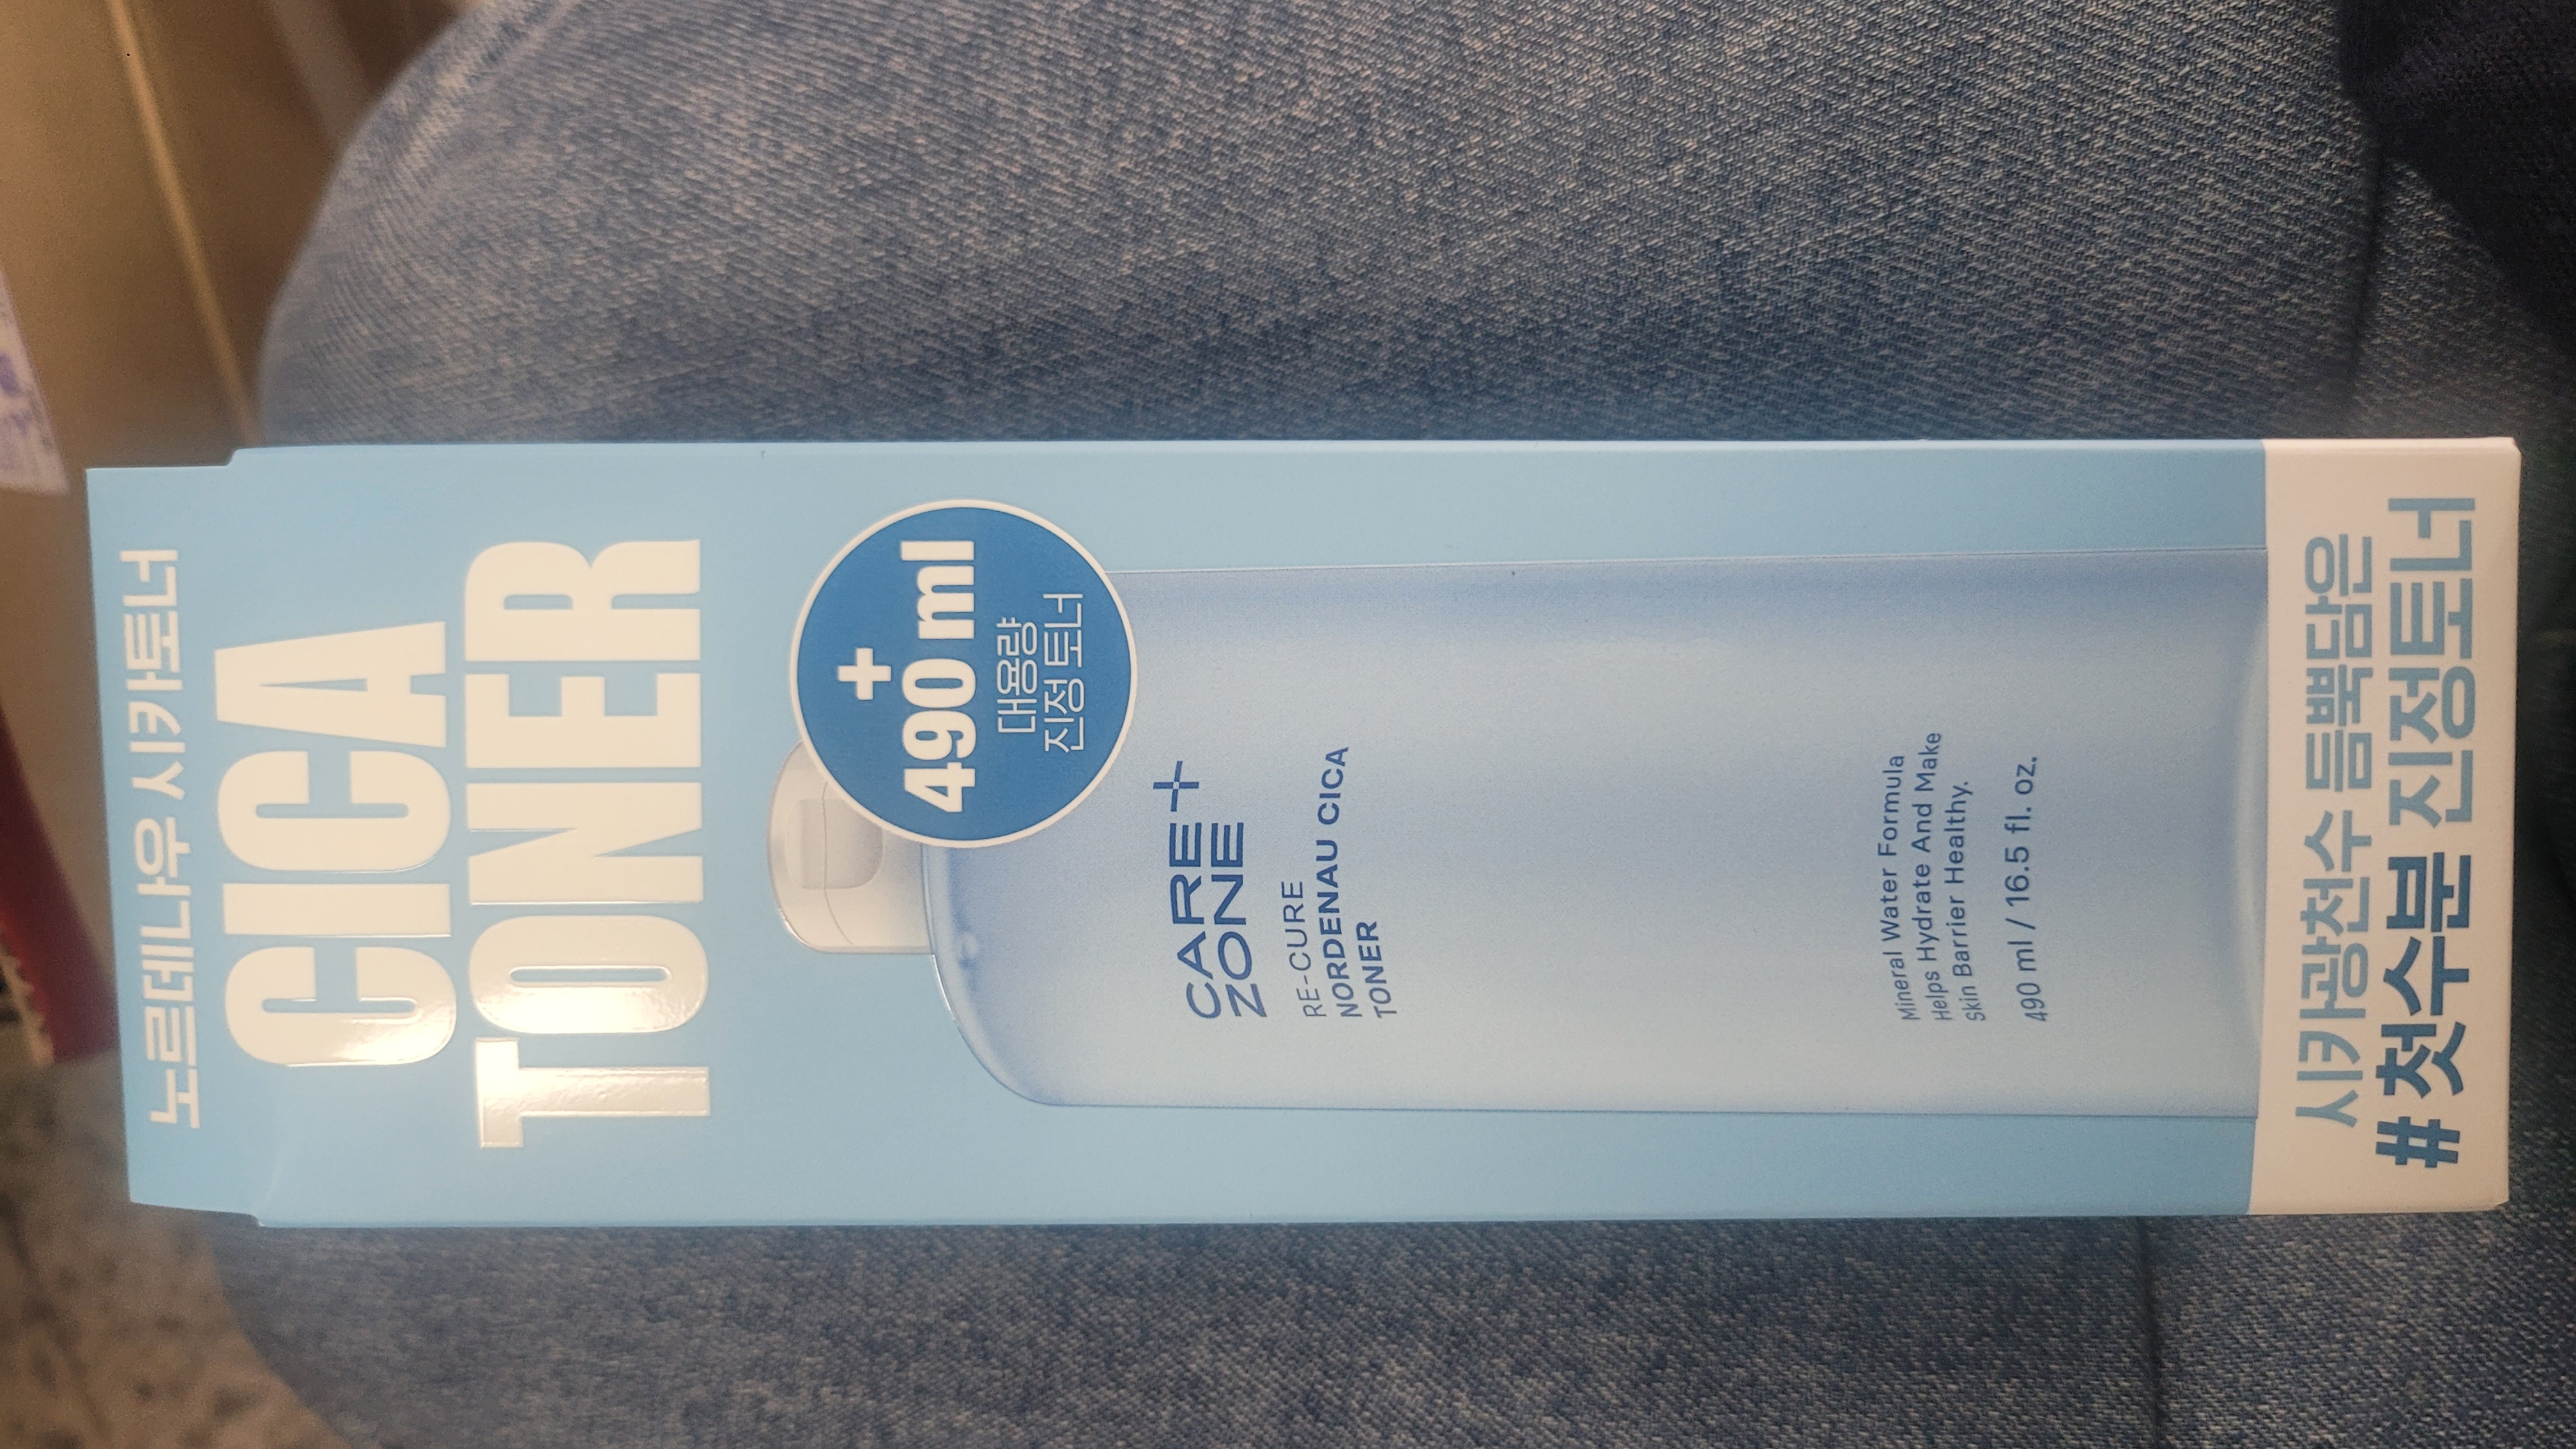 노르데나우 시카토너
CICA
TONER
+
490 ml
대용량
진정 토너
CARE+
ZONE
RE-CURE
NORDENAU CICA
TONER
Mineral Water Formula
Helps Hydrate And Make
Skin Barrier Healthy.
490 ml / 16.5 fl. oz.
시카광천수 듬뿍담은
#첫수분 진정토너